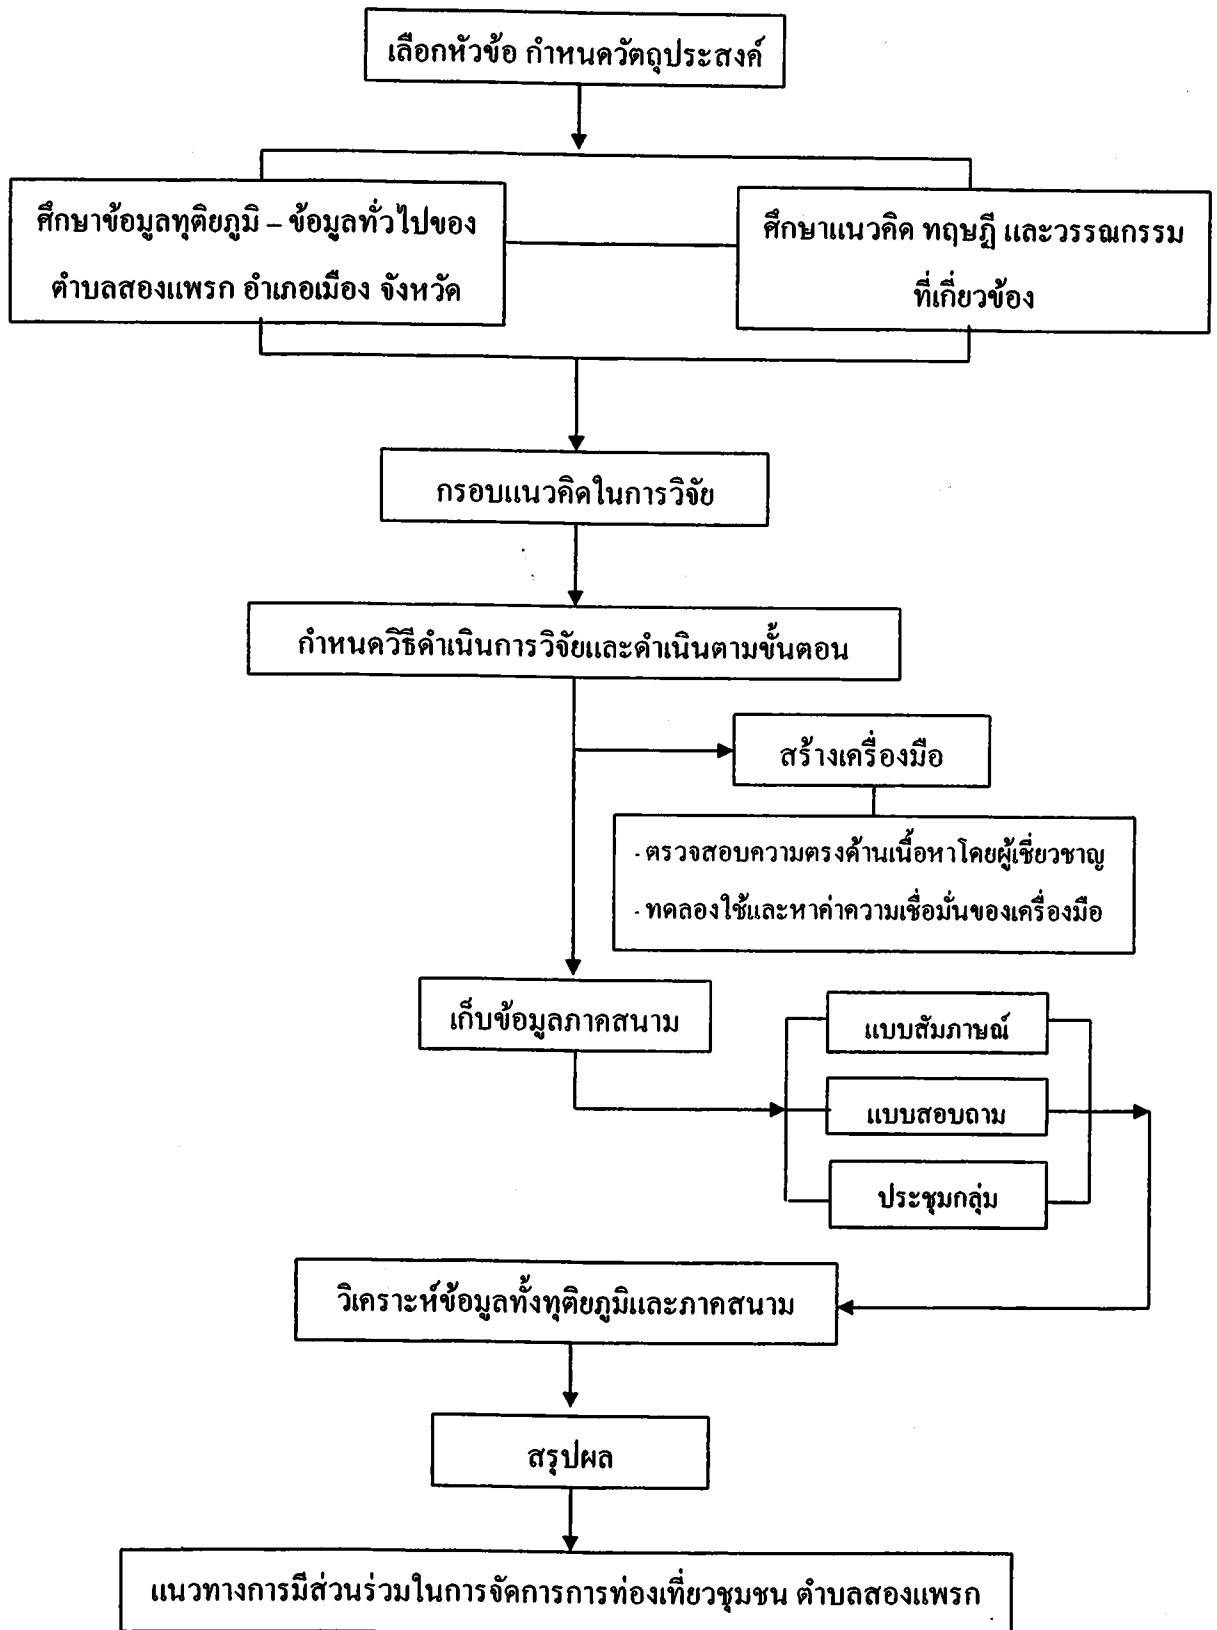 เลือกหัวข้อ กำหนดวัตถุประสงค์
ศึกษาข้อมูลทุติยภูมิ – ข้อมูลทั่วไปของ
ตำบลสองแพรก อำเภอเมือง จังหวัด
ศึกษาแนวคิด ทฤษฎี และวรรณกรรม
ที่เกี่ยวข้อง
กรอบแนวคิดในการวิจัย
กำหนดวิธีดำเนินการวิจัยและดำเนินตามขั้นตอน
สร้างเครื่องมือ
- ตรวจสอบความตรงด้านเนื้อหาโดยผู้เชี่ยวชาญ
- ทดลองใช้และหาค่าความเชื่อมั่นของเครื่องมือ
เก็บข้อมูลภาคสนาม
แบบสัมภาษณ์
แบบสอบถาม
ประชุมกลุ่ม
วิเคราะห์ข้อมูลทั้งทุติยภูมิและภาคสนาม
สรุปผล
แนวทางการมีส่วนร่วมในการจัดการการท่องเที่ยวชุมชน ตำบลสองแพรก